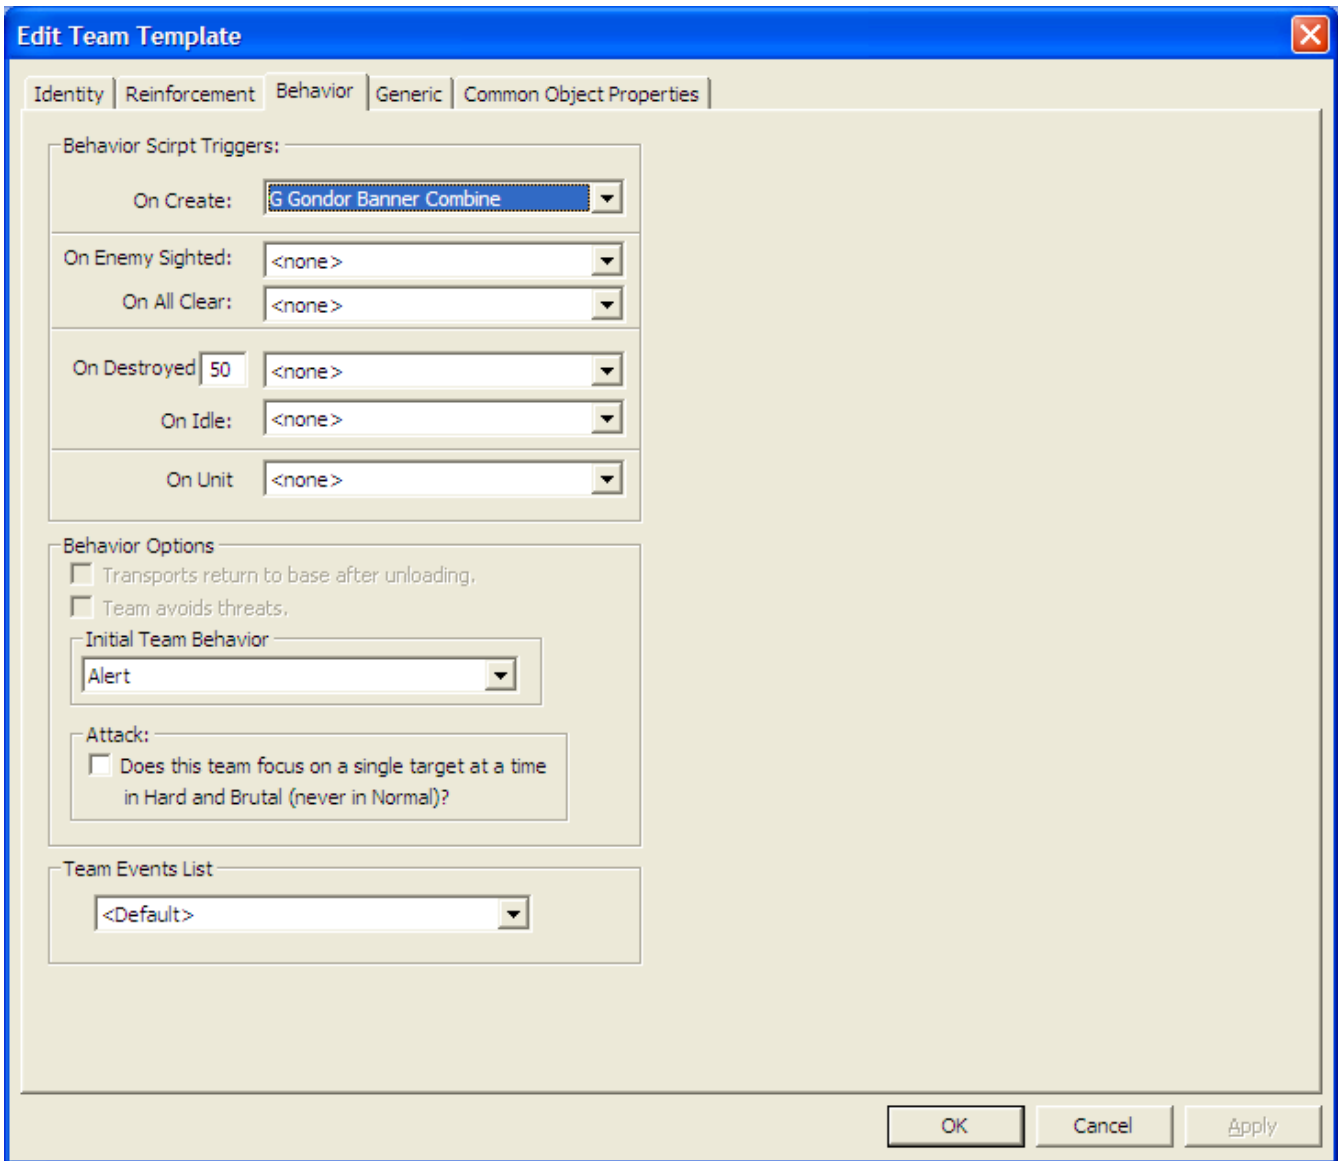 Edit Team Template
Identity Reinforcement Behavior Generic Common Object Properties
Behavior Scirpt Triggers:
On Create: G Gondor Banner Combine
On Enemy Sighted: <none>
On All Clear: <none>
On Destroyed 50 <none>
On Idle: <none>
On Unit <none>
Behavior Options
Transports return to base after unloading.
Team avoids threats.
Initial Team Behavior
Alert
Attack:
Does this team focus on a single target at a time
in Hard and Brutal (never in Normal)?
Team Events List
<Default>
OK Cancel Apply